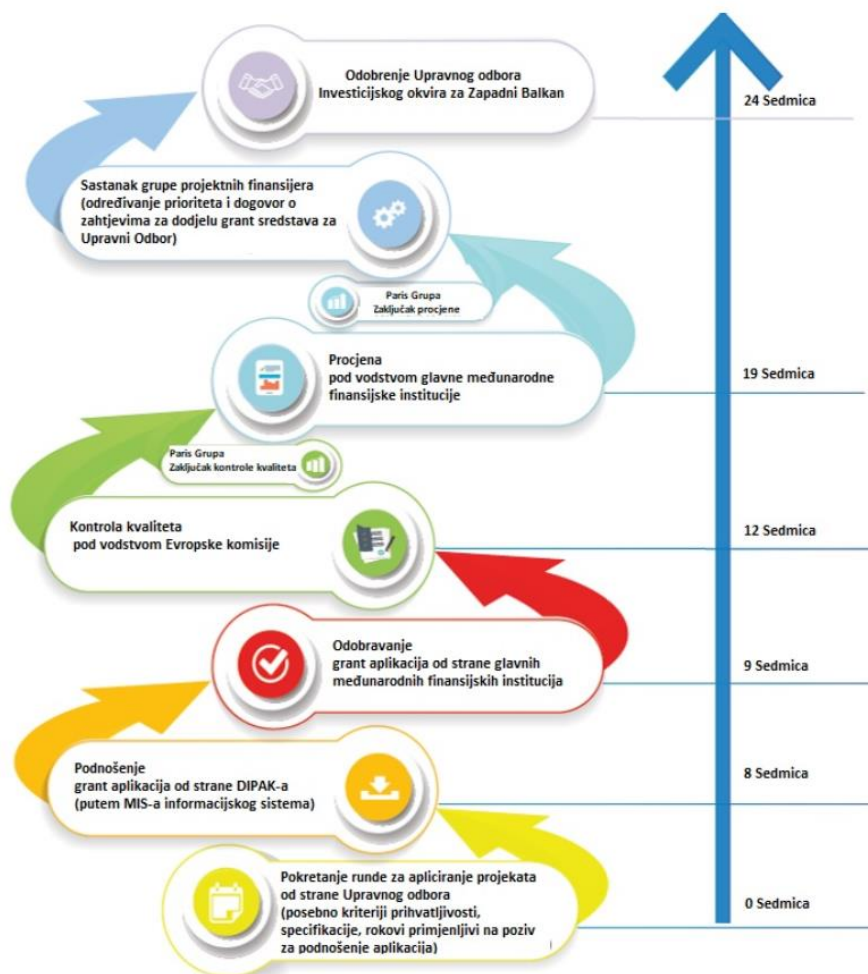 Odobrenje Upravnog odbora
Investicijskog okvira za Zapadni Balkan
24 Sedmica
Sastanak grupe projektnih finansijera
(određivanje prioriteta i dogovor o
zahtjevima za dodjelu grant sredstava za
Upravni Odbor)
Paris Grupa
Zaključak procjene
Procjena
pod vodstvom glavne međunarodne
finansijske institucije
19 Sedmica
Paris Grupa
Zaključak kontrole kvaliteta
Kontrola kvaliteta
pod vodstvom Evropske komisije
12 Sedmica
Odobravanje
grant aplikacija od strane glavnih
međunarodnih finansijskih institucija
9 Sedmica
Podnošenje
grant aplikacija od strane DIPAK-a
(putem MIS-a informacijskog sistema)
8 Sedmica
Pokretanje runde za apliciranje projekata
od strane Upravnog odbora
(posebno kriteriji prihvatljivosti,
specifikacije, rokovi primjenljivi na poziv
za podnošenje aplikacija)
0 Sedmica